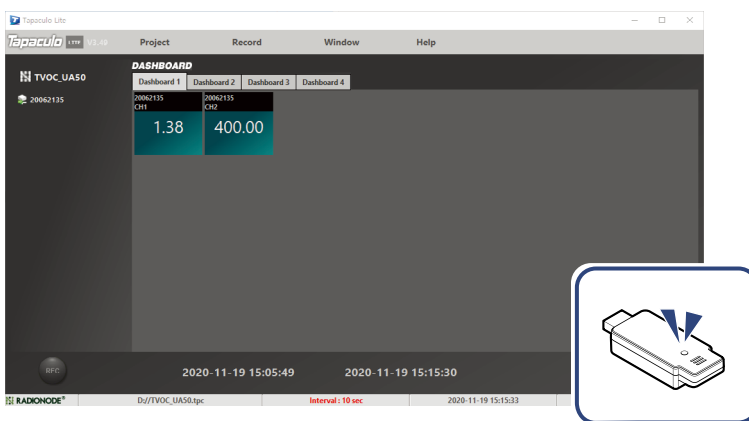 Tapaculo Lite
Tapaculo LITE V1.40
Project Record Window Help
TVOC_UA50
20062135
DASHBOARD
Dashboard 1 Dashboard 2 Dashboard 3 Dashboard 4
20062135 20062135
CH1 CH2
1.38 400.00
REC
2020-11-19 15:05:49 2020-11-19 15:15:30
RADIONODE® D://TVOC_UA50.tpc Interval : 10 sec 2020-11-19 15:15:33